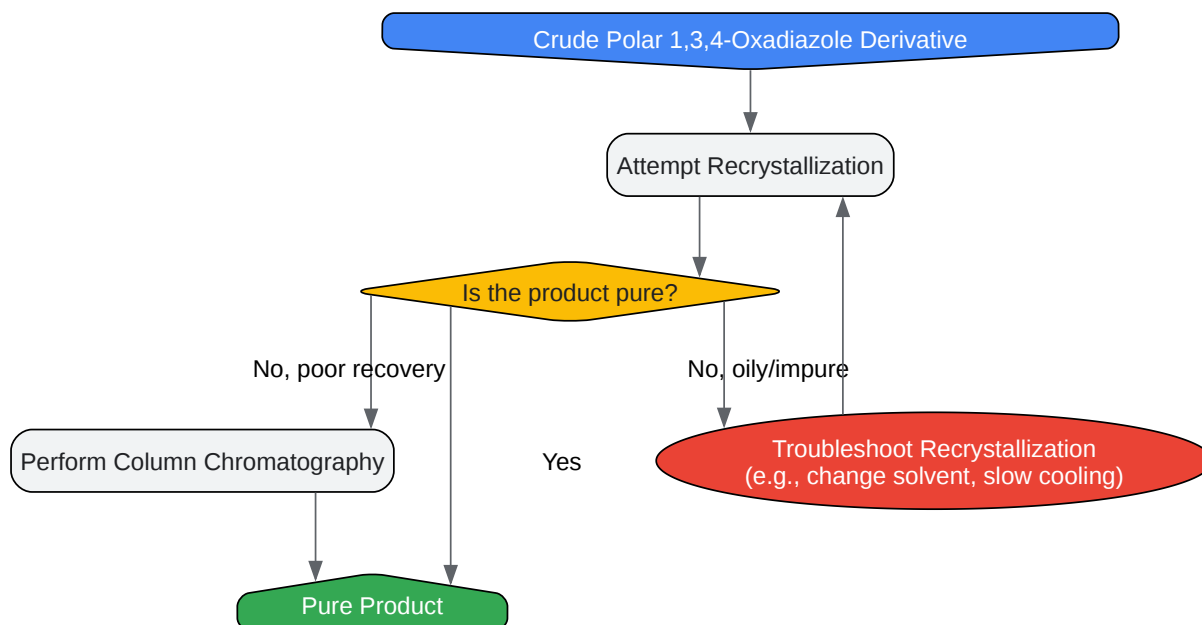 Crude Polar 1,3,4-Oxadiazole Derivative
Attempt Recrystallization
Is the product pure?
No, poor recovery
No, oily/impure
Perform Column Chromatography
Yes
Troubleshoot Recrystallization
(e.g., change solvent, slow cooling)
Pure Product